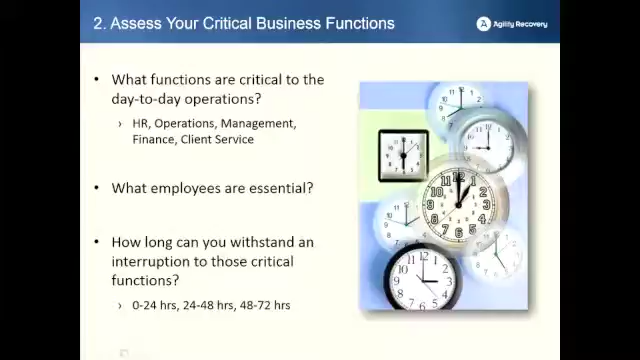 2. Assess Your Critical Business Functions
Agility Recovery
• What functions are critical to the
day-to-day operations?
› HR, Operations, Management,
Finance, Client Service
• What employees are essential?
• How long can you withstand an
interruption to those critical
functions?
› 0-24 hrs, 24-48 hrs, 48-72 hrs